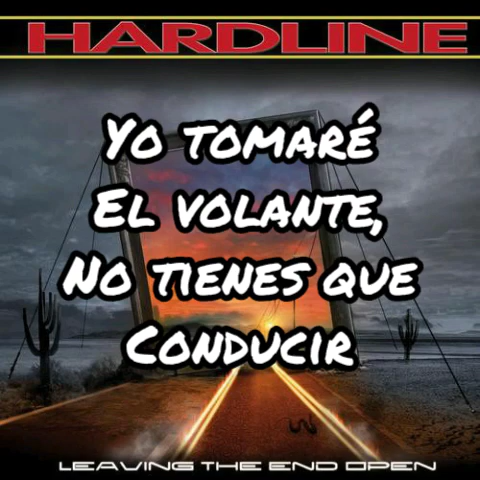 HARDLINE
Yo tomaré
El volante,
No tienes que
Conducir
LEAVING THE END OPEN